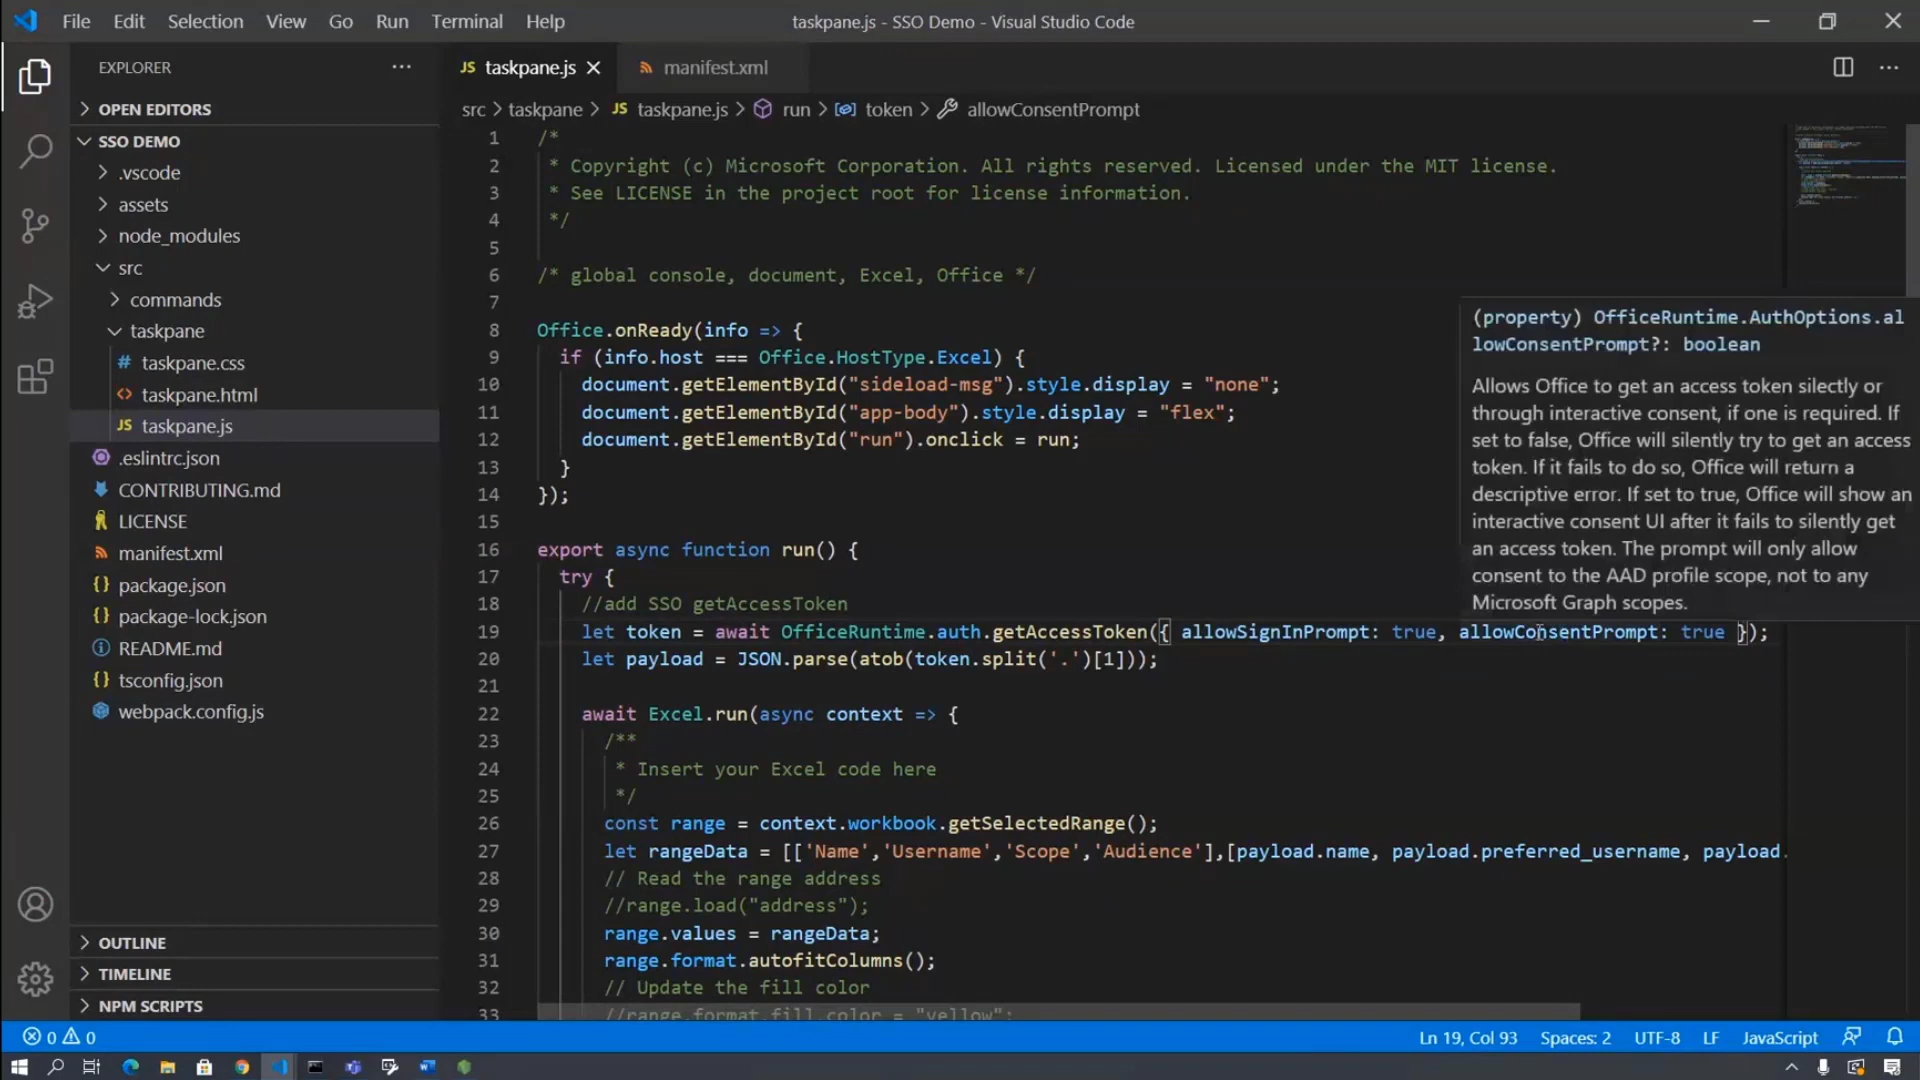 File Edit Selection View Go Run Terminal Help
taskpane.js - SSO Demo - Visual Studio Code
EXPLORER ···
JS taskpane.js
manifest.xml
OPEN EDITORS
SSO DEMO
.vscode
assets
node_modules
src
commands
taskpane
# taskpane.css
<> taskpane.html
JS taskpane.js
.eslintrc.json
CONTRIBUTING.md
LICENSE
manifest.xml
{} package.json
{} package-lock.json
README.md
{} tsconfig.json
webpack.config.js
OUTLINE
TIMELINE
NPM SCRIPTS
src > taskpane > JS taskpane.js > run > token > allowConsentPrompt
1 /*
2 * Copyright (c) Microsoft Corporation. All rights reserved. Licensed under the MIT license.
3 * See LICENSE in the project root for license information.
4 */
5
6 /* global console, document, Excel, Office */
7
8 Office.onReady(info => {
9 if (info.host === Office.HostType.Excel) {
10 document.getElementById("sideload-msg").style.display = "none";
11 document.getElementById("app-body").style.display = "flex";
12 document.getElementById("run").onclick = run;
13 }
14 });
15
16 export async function run() {
17 try {
18 //add SSO getAccessToken
19 let token = await OfficeRuntime.auth.getAccessToken({ allowSignInPrompt: true, allowConsentPrompt: true });
20 let payload = JSON.parse(atob(token.split('.')[1]));
21
22 await Excel.run(async context => {
23 /**
24 * Insert your Excel code here
25 */
26 const range = context.workbook.getSelectedRange();
27 let rangeData = [['Name','Username','Scope','Audience'],[payload.name, payload.preferred_username, payload.
28 // Read the range address
29 //range.load("address");
30 range.values = rangeData;
31 range.format.autofitColumns();
32 // Update the fill color
33 //range.format.fill.color = "yellow";
(property) OfficeRuntime.AuthOptions.al
lowConsentPrompt?: boolean
Allows Office to get an access token silectly or
through interactive consent, if one is required. If
set to false, Office will silently try to get an access
token. If it fails to do so, Office will return a
descriptive error. If set to true, Office will show an
interactive consent UI after it fails to silently get
an access token. The prompt will only allow
consent to the AAD profile scope, not to any
Microsoft Graph scopes.
0 0
Ln 19, Col 93 Spaces: 2 UTF-8 LF JavaScript